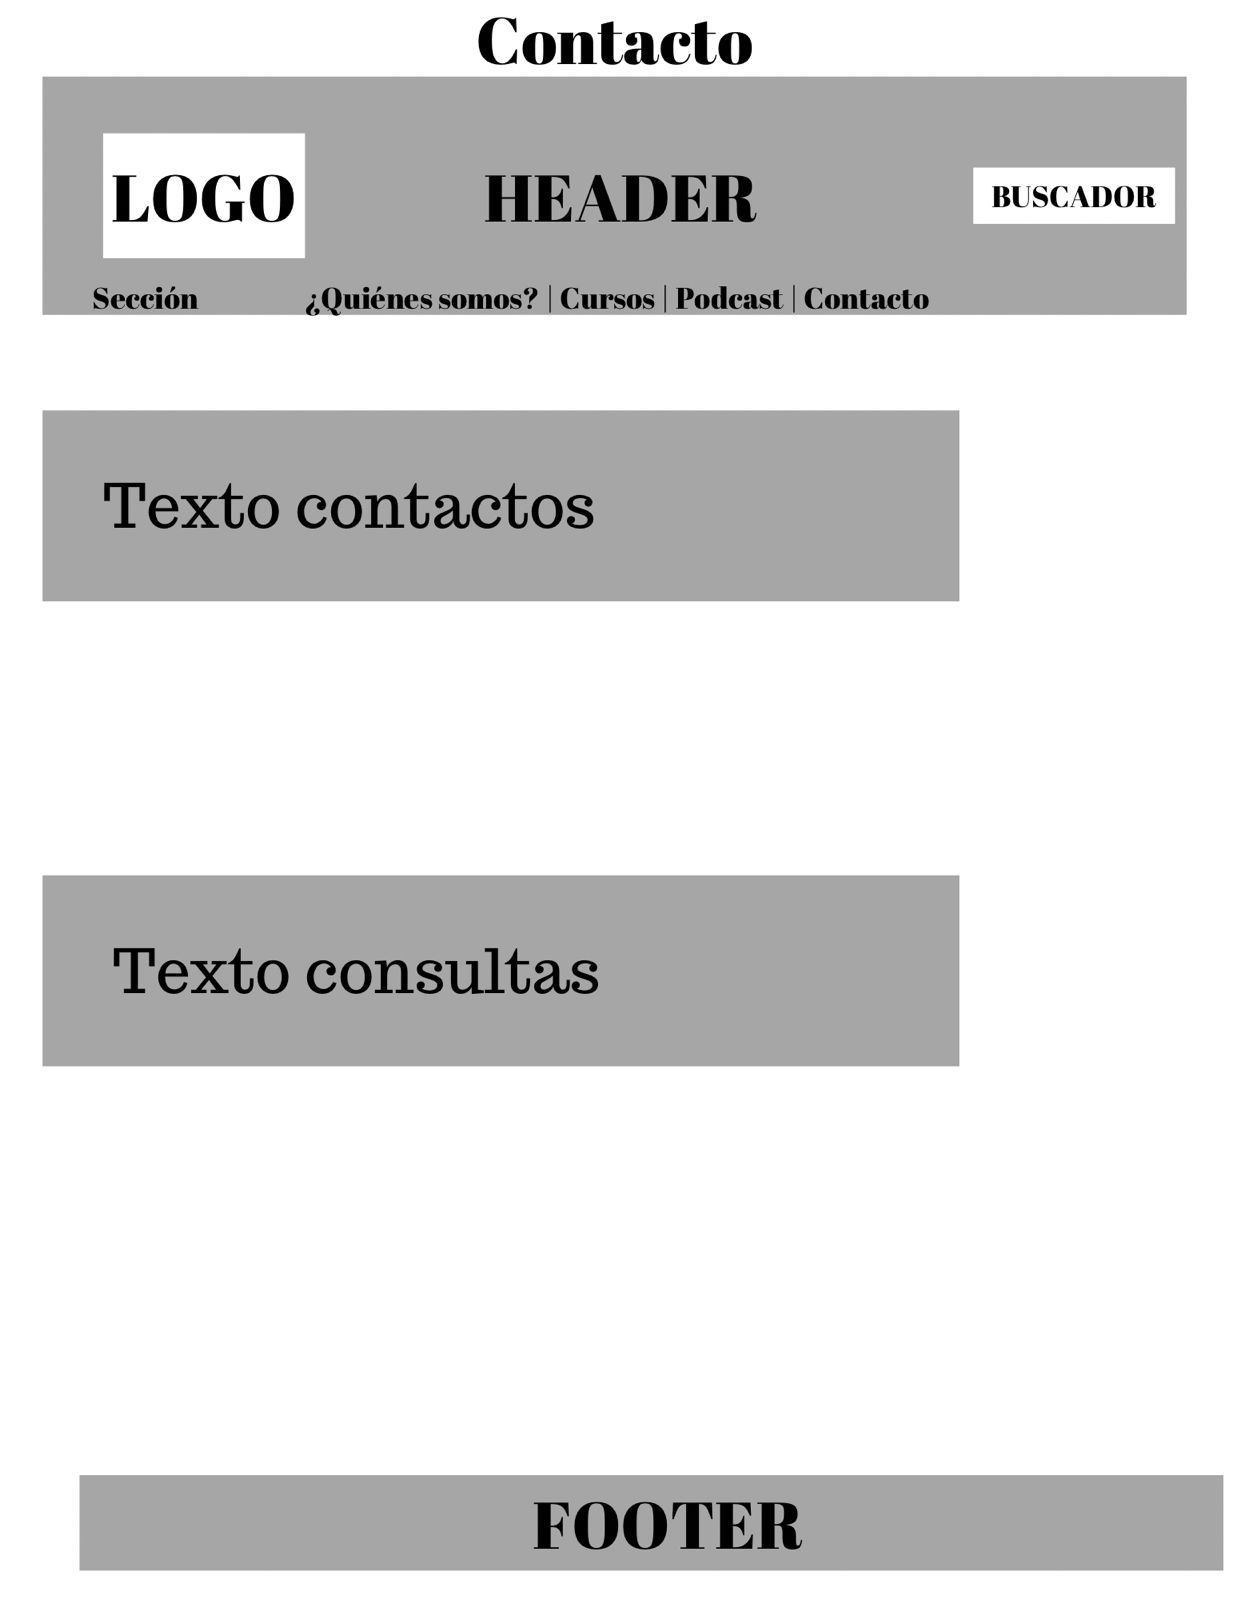 Contacto
LOGO
HEADER
BUSCADOR
Sección
¿Quiénes somos? | Cursos | Podcast | Contacto
Texto contactos
Texto consultas
FOOTER